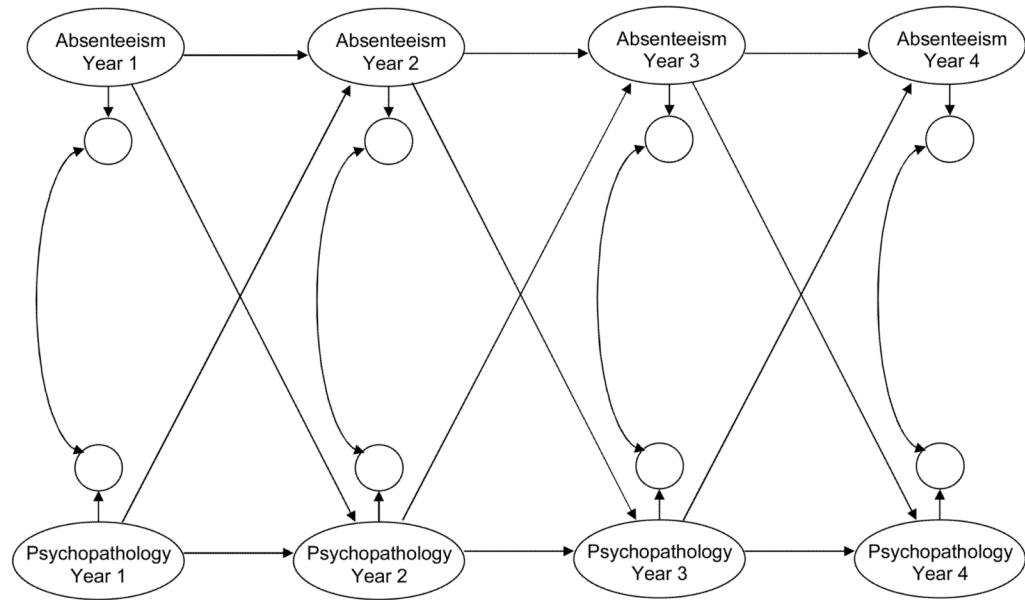 Absenteeism
Year 1
Absenteeism
Year 2
Absenteeism
Year 3
Absenteeism
Year 4
Psychopathology
Year 1
Psychopathology
Year 2
Psychopathology
Year 3
Psychopathology
Year 4